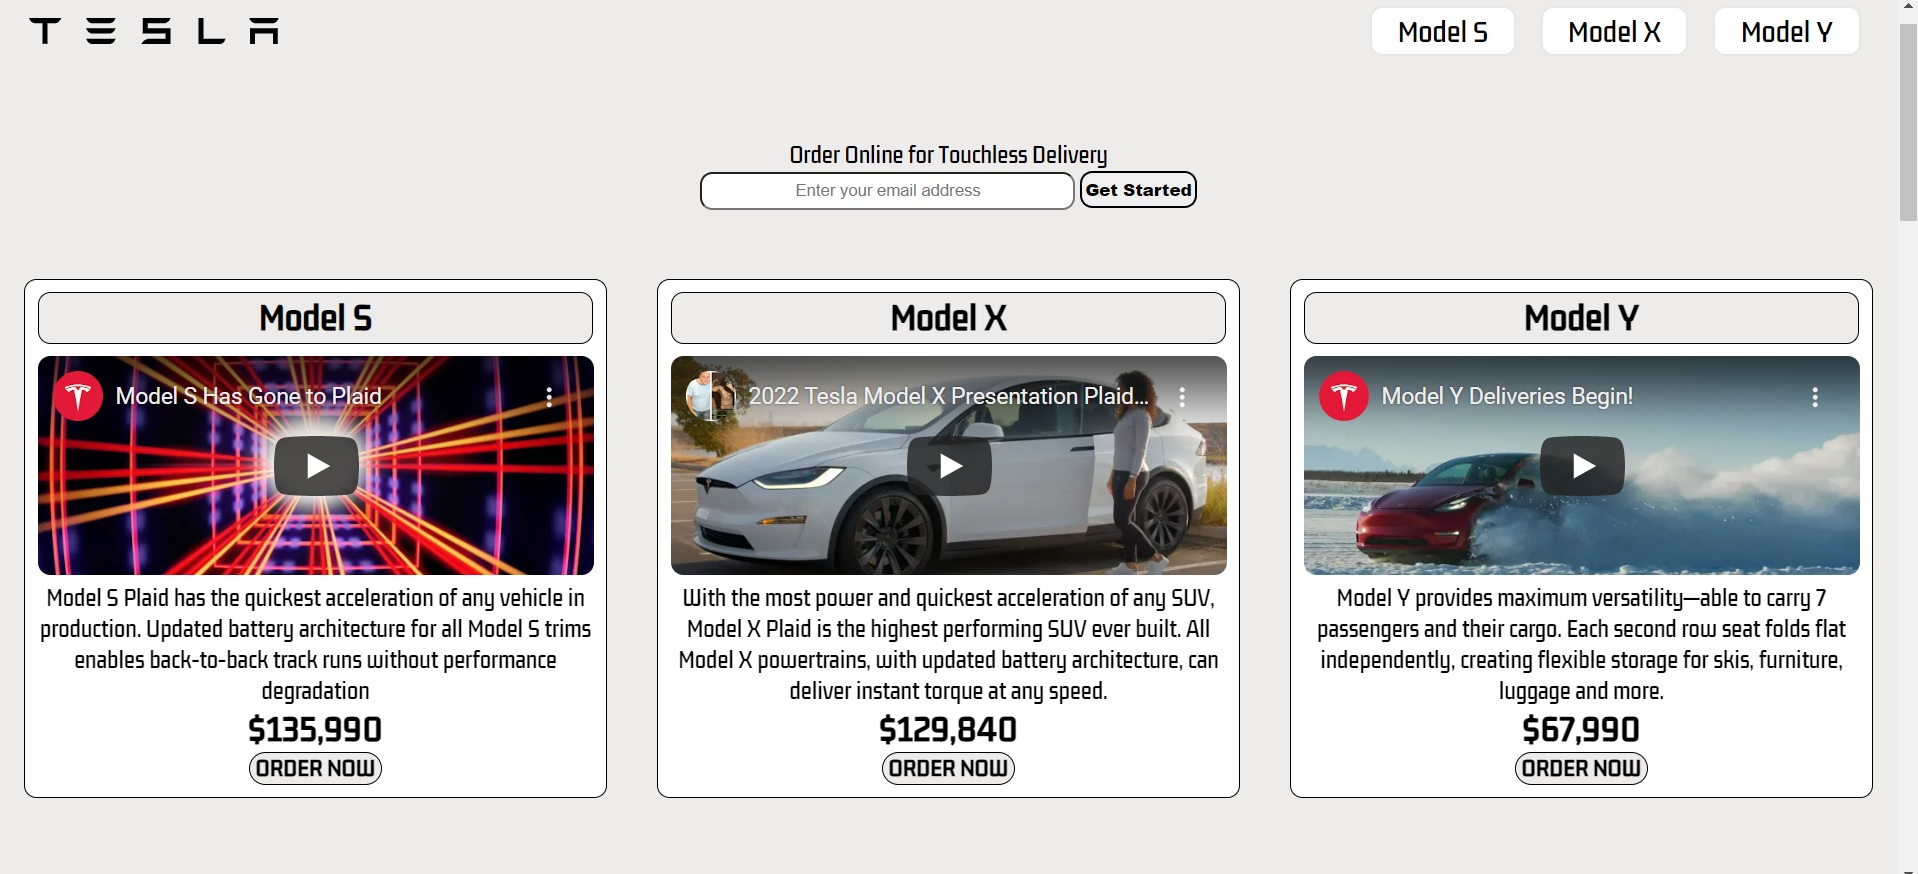 TESLA
Model S
Model X
Model Y
Order Online for Touchless Delivery
Enter your email address
Get Started
Model S
Model S Has Gone to Plaid
Model S Plaid has the quickest acceleration of any vehicle in
production. Updated battery architecture for all Model S trims
enables back-to-back track runs without performance
degradation
$135,990
ORDER NOW
Model X
2022 Tesla Model X Presentation Plaid...
With the most power and quickest acceleration of any SUV,
Model X Plaid is the highest performing SUV ever built. All
Model X powertrains, with updated battery architecture, can
deliver instant torque at any speed.
$129,840
ORDER NOW
Model Y
Model Y Deliveries Begin!
Model Y provides maximum versatility—able to carry 7
passengers and their cargo. Each second row seat folds flat
independently, creating flexible storage for skis, furniture,
luggage and more.
$67,990
ORDER NOW